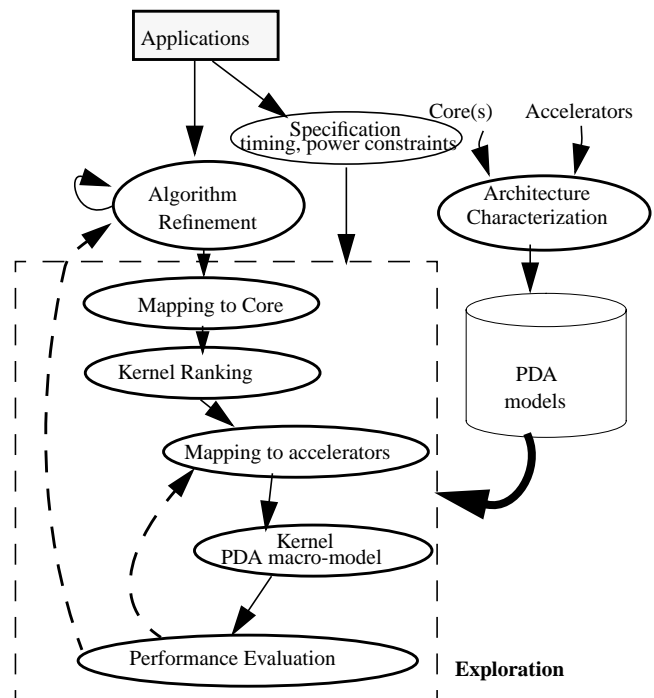 Applications
Core(s)
Accelerators
Specification
timing, power constraints
Algorithm
Refinement
Architecture
Characterization
Mapping to Core
Kernel Ranking
PDA
models
Mapping to accelerators
Kernel
PDA macro-model
Performance Evaluation
Exploration